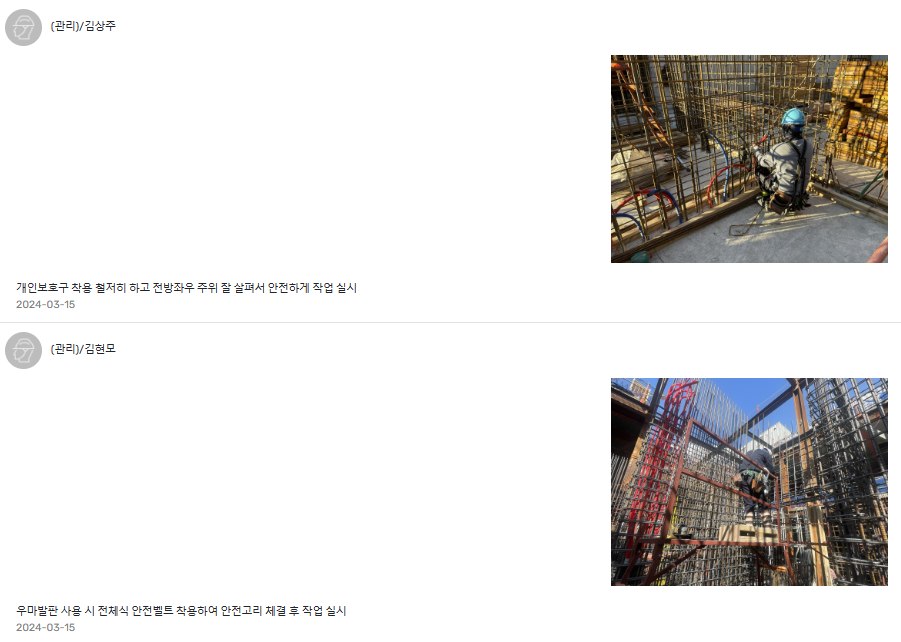 (관리)/김상주
개인보호구 착용 철저히 하고 전방좌우 주위 잘 살펴서 안전하게 작업 실시
2024-03-15
(관리)/김현모
우마발판 사용 시 전체식 안전벨트 착용하여 안전고리 체결 후 작업 실시
2024-03-15